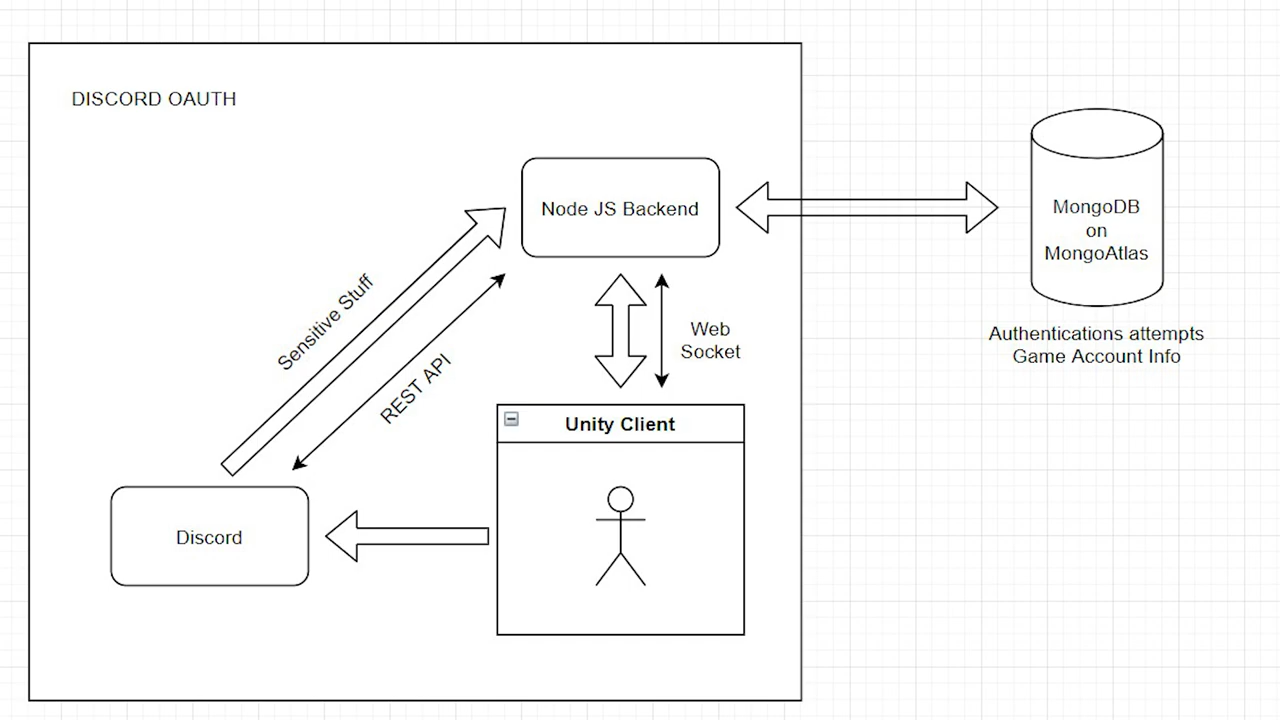 DISCORD OAUTH
Node JS Backend
MongoDB
on
MongoAtlas
Sensitive Stuff
REST API
Web
Socket
Authentications attempts
Game Account Info
Unity Client
Discord